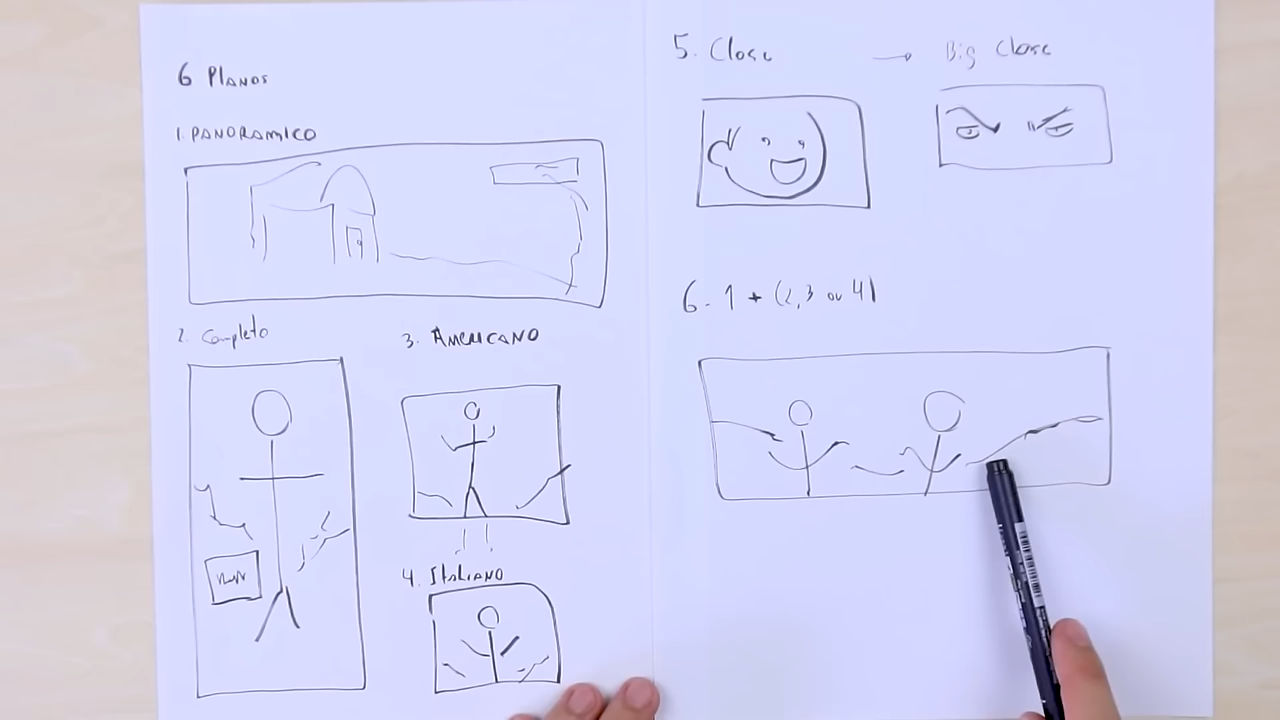 6 PLANOS
1. PANORAMICO
2. Completo
3. AMERICANO
4. ITALIANO
5. Close → Big Close
6. 1 + (2, 3 ou 4)